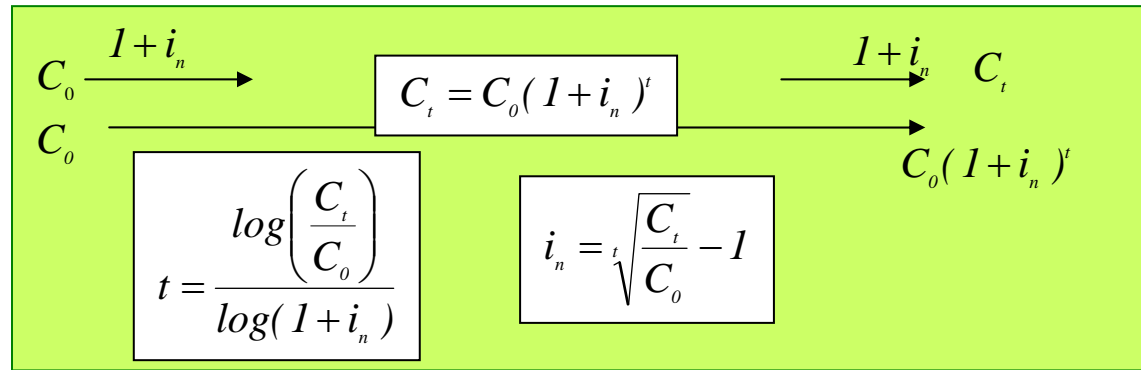 1 + iₙ
1 + iₙ
C₀
Cₜ
Cₜ = C₀( 1 + iₙ )ᵗ
C₀
C₀( 1 + iₙ )ᵗ
t = log(Cₜ / C₀) / log( 1 + iₙ )
iₙ = ᵗ√(Cₜ / C₀) − 1